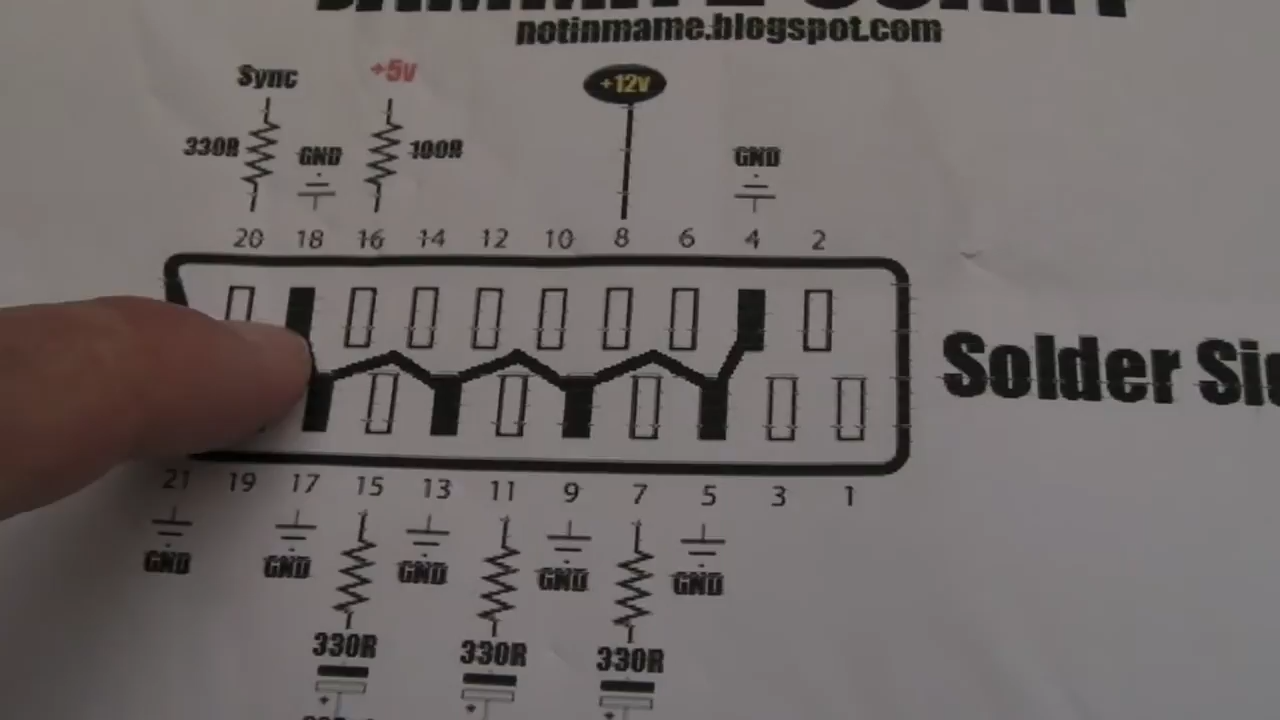 notinmame.blogspot.com
Sync +5v +12V
330R GND 100R GND
20 18 16 14 12 10 8 6 4 2
Solder Si
21 19 17 15 13 11 9 7 5 3 1
GND GND GND GND GND
330R 330R 330R